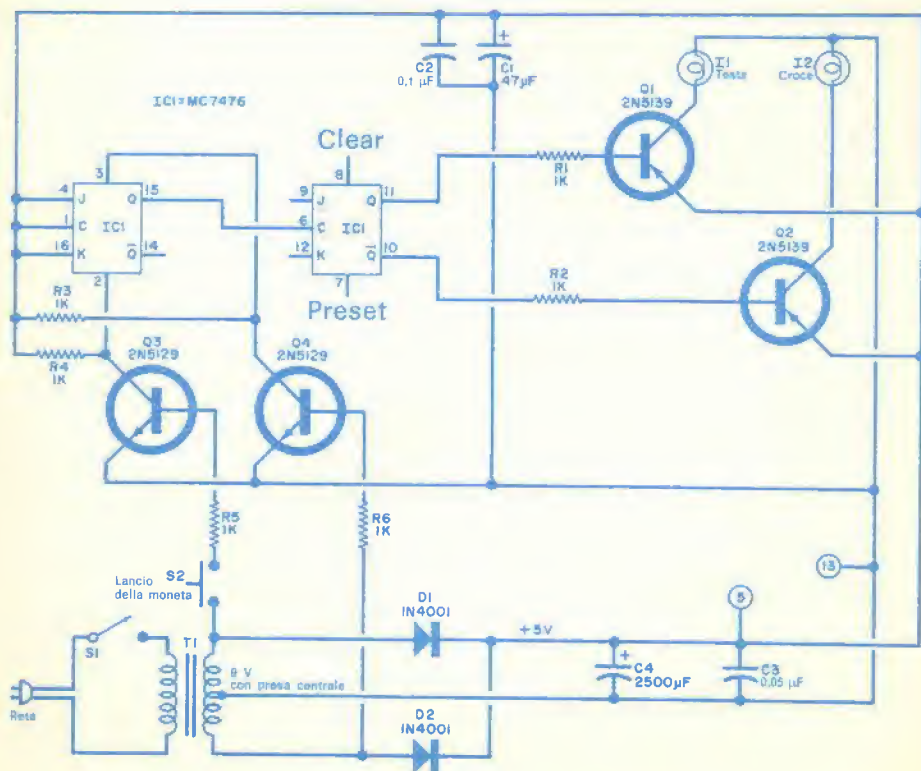 C2
0,1 µF
C1
47µF
+
I1
Testa
I2
Croce
Q1
2N5139
IC1=MC7476
Clear
3
8
4
J
Q
15
1
C
IC1
16
K
Q̅
14
2
9
J
Q
11
6
C
IC1
12
K
Q̅
10
7
Preset
R1
1K
Q2
2N5139
R2
1K
R3
1K
R4
1K
Q3
2N5129
Q4
2N5129
R5
1K
R6
1K
S2
Lancio
della moneta
13
5
D1
1N4001
+5V
S1
T1
9 V
con presa centrale
+
C4
2500µF
C3
0,05 µF
Rete
D2
1N4001